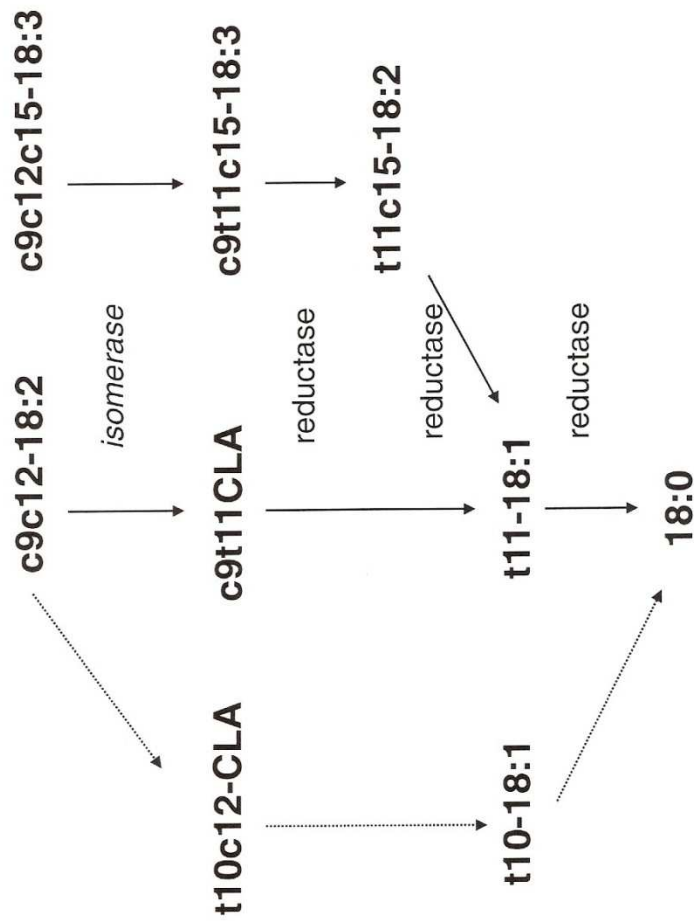 c9c12-18:2 c9c12c15-18:3
isomerase
t10c12-CLA c9t11CLA c9t11c15-18:3
reductase
t11c15-18:2
reductase
t10-18:1 t11-18:1
reductase
18:0